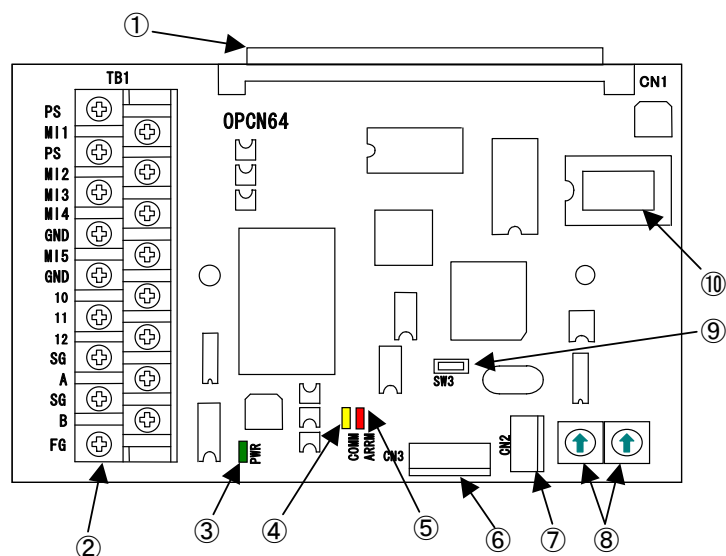 ①
TB1
CN1
OPCN64
PS
MI1
PS
MI2
MI3
MI4
GND
MI5
GND
10
11
12
SG
A
SG
B
FG
⑩
⑨
SW3
PWR
COMM
ARRM
CN3
CN2
②
③
④
⑤
⑥
⑦
⑧